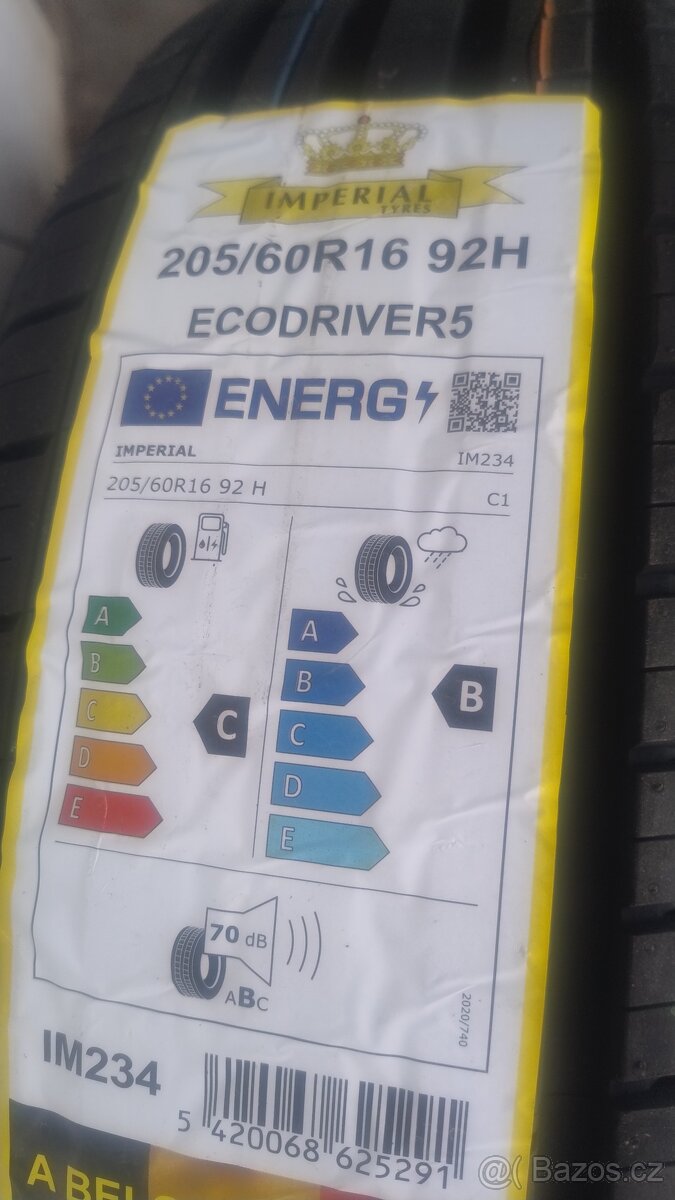 IMPERIAL
TYRES
205/60R16 92H
ECODRIVER5
ENERG
IMPERIAL
IM234
205/60R16 92 H
C1
A
B
C
D
E
C
A
B
C
D
E
B
70 dB
ABC
2020/740
IM234
5 420068 625291
A BELG
@( Bazos.cz